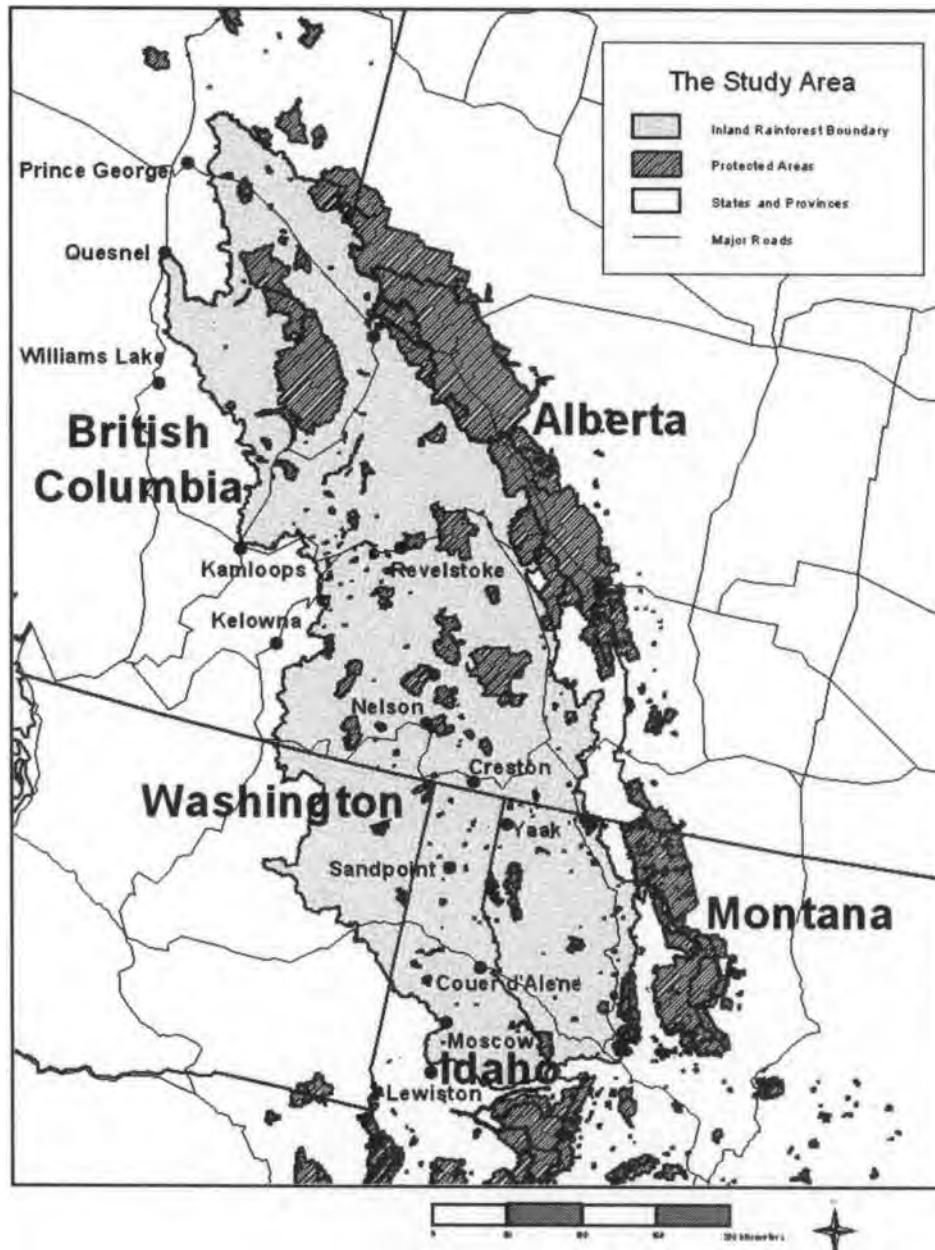 The Study Area
Inland Rainforest Boundary
Protected Areas
States and Provinces
Major Roads
Prince George
Quesnel
Williams Lake
British
Columbia
Alberta
Kamloops
Revelstoke
Kelowna
Nelson
Creston
Washington
Yaak
Sandpoint
Montana
Couer d'Alene
Moscow
Idaho
Lewiston
kilometers